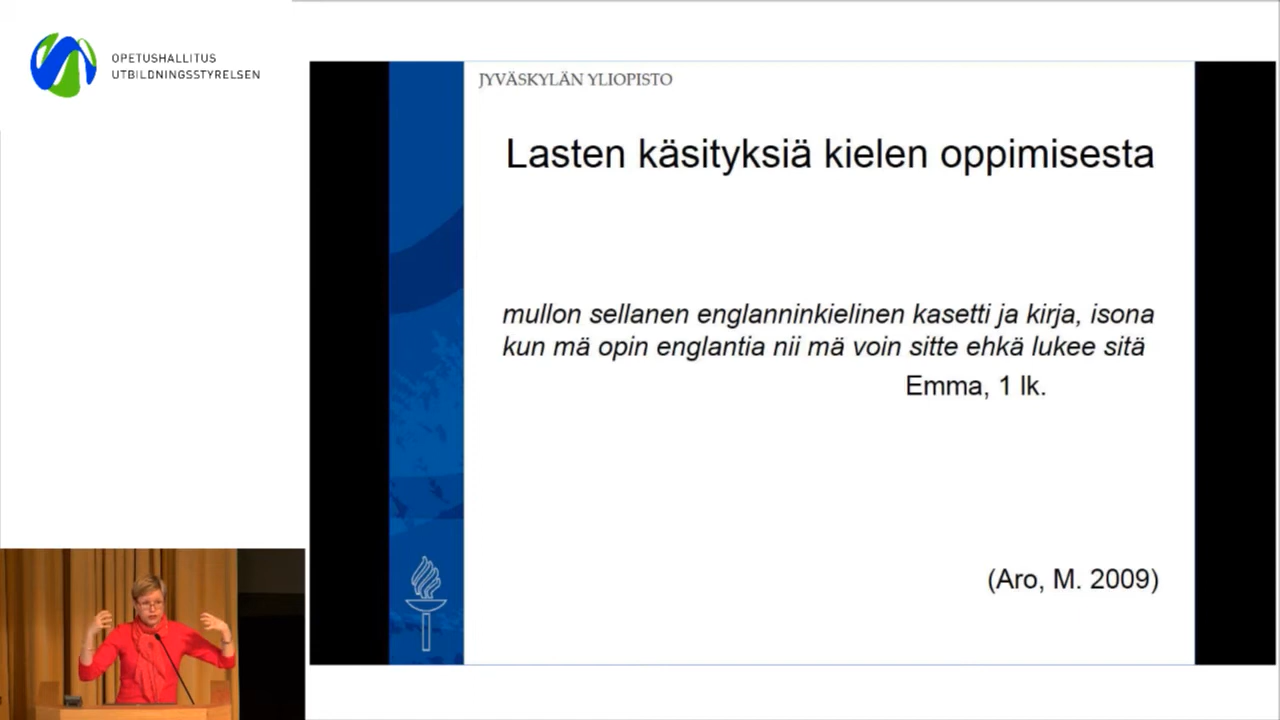 OPETUSHALLITUS
UTBILDNINGSSTYRELSEN
JYVÄSKYLÄN YLIOPISTO
Lasten käsityksiä kielen oppimisesta
mullon sellanen englanninkielinen kasetti ja kirja, isona
kun mä opin englantia nii mä voin sitte ehkä lukee sitä
Emma, 1 lk.
(Aro, M. 2009)